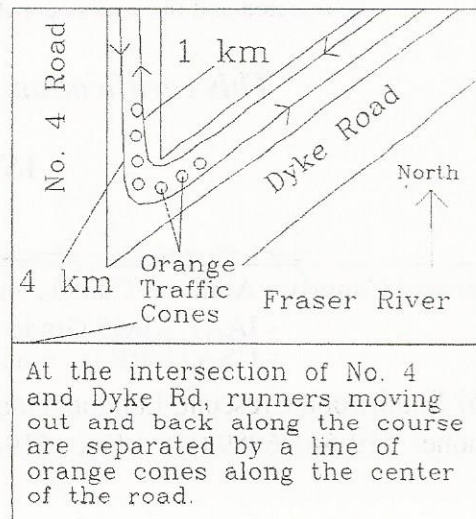 1 km
No. 4 Road
Dyke Road
North
4 km
Orange
Traffic
Cones
Fraser River
At the intersection of No. 4
and Dyke Rd, runners moving
out and back along the course
are separated by a line of
orange cones along the center
of the road.